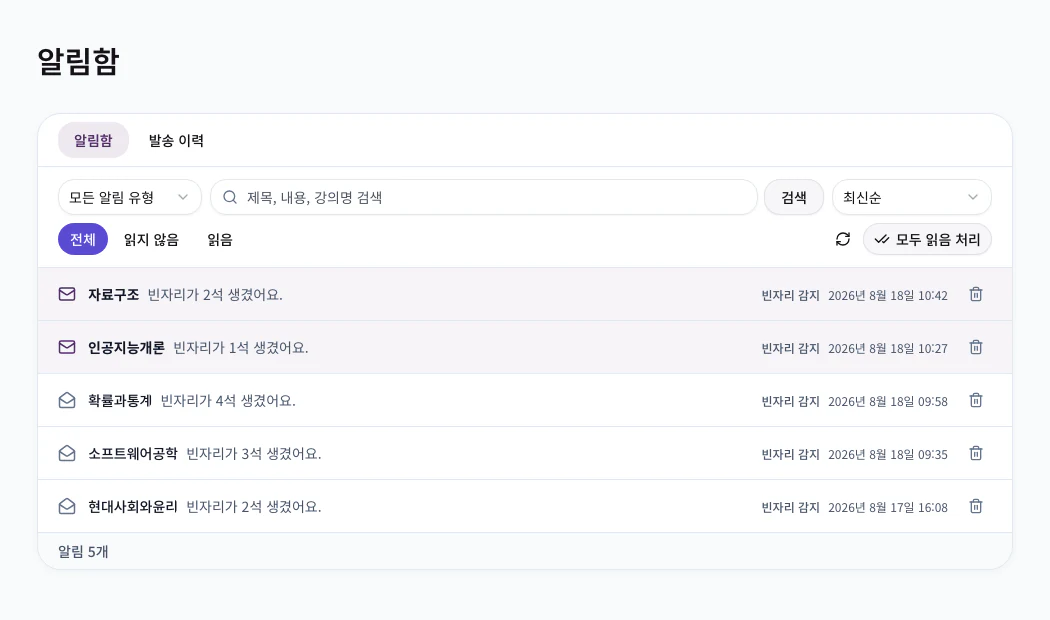 알림함
알림함 발송 이력
모든 알림 유형 제목, 내용, 강의명 검색 검색 최신순
전체 읽지 않음 읽음 모두 읽음 처리
자료구조 빈자리가 2석 생겼어요. 빈자리 감지 2026년 8월 18일 10:42
인공지능개론 빈자리가 1석 생겼어요. 빈자리 감지 2026년 8월 18일 10:27
확률과통계 빈자리가 4석 생겼어요. 빈자리 감지 2026년 8월 18일 09:58
소프트웨어공학 빈자리가 3석 생겼어요. 빈자리 감지 2026년 8월 18일 09:35
현대사회와윤리 빈자리가 2석 생겼어요. 빈자리 감지 2026년 8월 17일 16:08
알림 5개